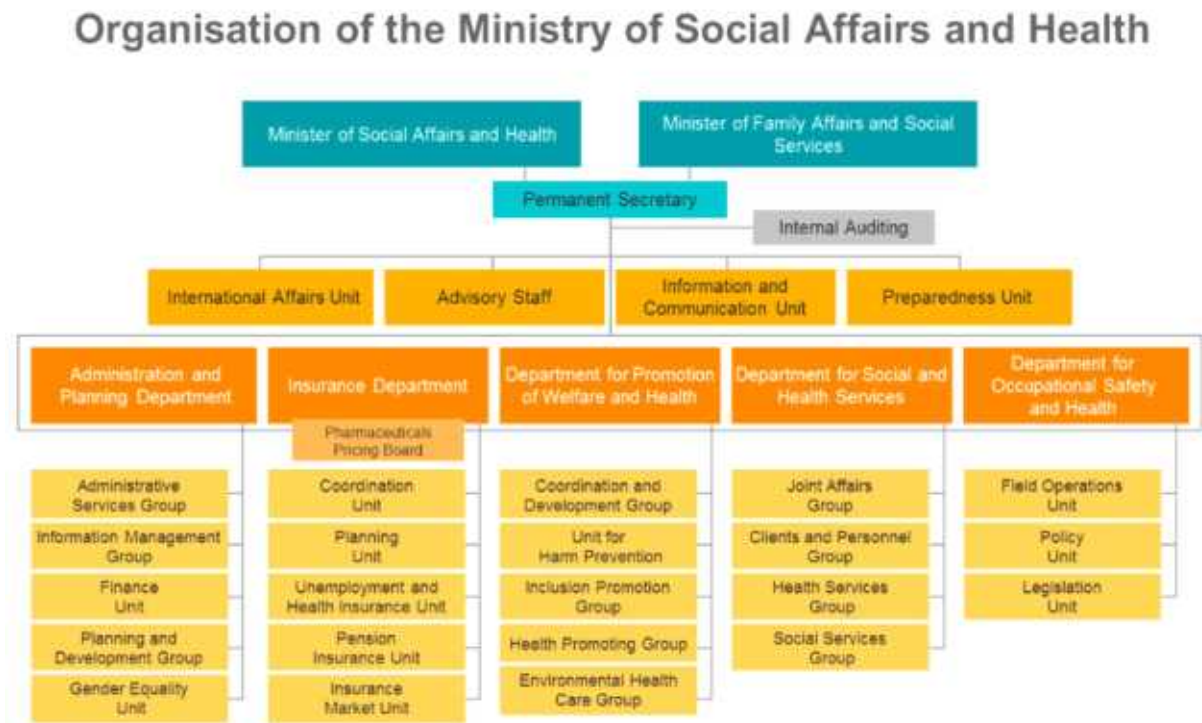 Organisation of the Ministry of Social Affairs and Health
Minister of Social Affairs and Health
Minister of Family Affairs and Social
Services
Permanent Secretary
Internal Auditing
International Affairs Unit
Advisory Staff
Information and
Communication Unit
Preparedness Unit
Administration and
Planning Department
Insurance Department
Department for Promotion
of Welfare and Health
Department for Social and
Health Services
Department for
Occupational Safety
and Health
Pharmaceuticals
Pricing Board
Administrative
Services Group
Information Management
Group
Finance
Unit
Planning and
Development Group
Gender Equality
Unit
Coordination
Unit
Planning
Unit
Unemployment and
Health Insurance Unit
Pension
Insurance Unit
Insurance
Market Unit
Coordination and
Development Group
Unit for
Harm Prevention
Inclusion Promotion
Group
Health Promoting Group
Environmental Health
Care Group
Joint Affairs
Group
Clients and Personnel
Group
Health Services
Group
Social Services
Group
Field Operations
Unit
Policy
Unit
Legislation
Unit